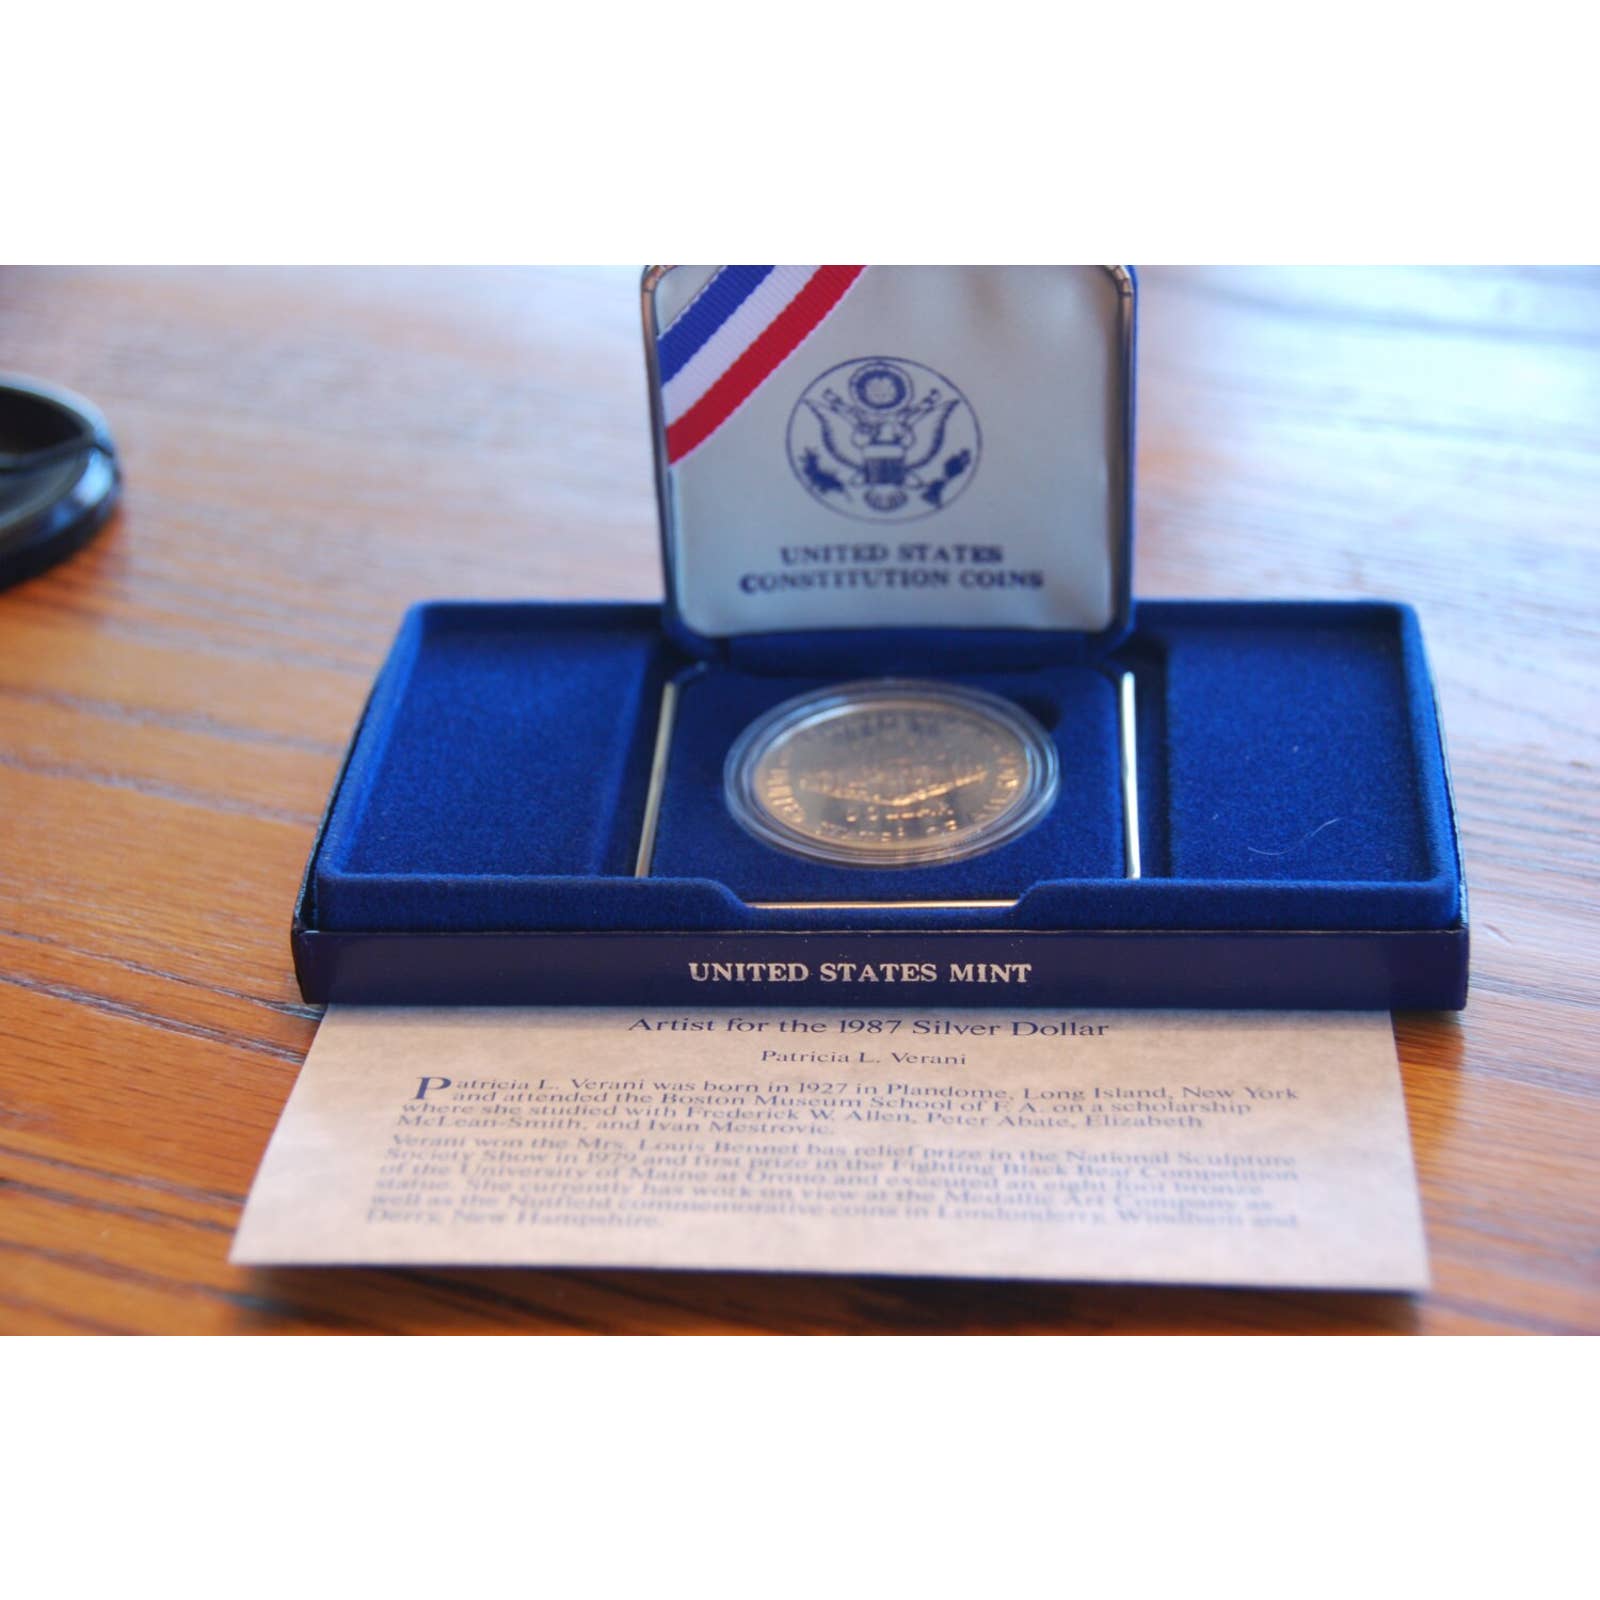 UNITED STATES
CONSTITUTION COINS
UNITED STATES MINT
Artist for the 1987 Silver Dollar
Patricia L. Verani
Patricia L. Verani was born in 1927 in Plandome, Long Island, New York
and attended the Boston Museum School of F. A. on a scholarship
where she studied with Frederick W. Allen, Peter Abate, Elizabeth
McLean-Smith, and Ivan Mestrovic.
Verani won the Mrs. Louis Bennet bas relief prize in the National Sculpture
Society Show in 1979 and first prize in the Fighting Black Bear Competition
of the University of Maine at Orono and executed an eight foot bronze
statue. She currently has work on view at the Medallic Art Company as
well as the Nutfield commemorative coins in Londonderry, Windham and
Derry, New Hampshire.